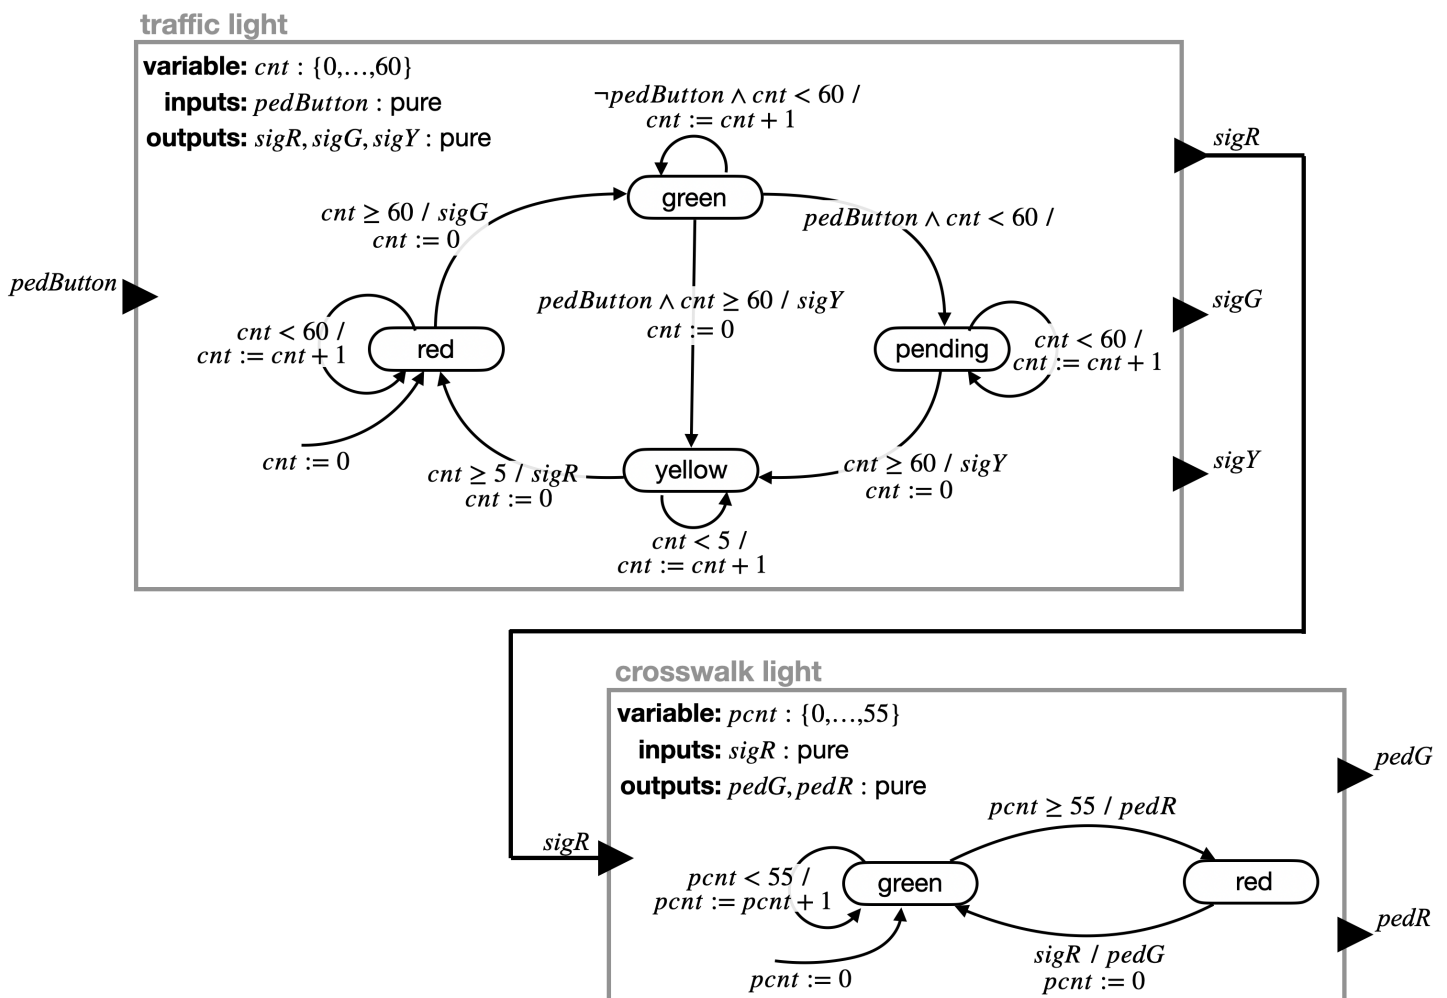 traffic light
variable: cnt : {0,…,60}
inputs: pedButton : pure
outputs: sigR, sigG, sigY : pure
¬pedButton ∧ cnt < 60 /
cnt := cnt + 1
sigR
green
cnt ≥ 60 / sigG
cnt := 0
pedButton ∧ cnt < 60 /
pedButton
pedButton ∧ cnt ≥ 60 / sigY
cnt := 0
sigG
cnt < 60 /
cnt := cnt + 1
red
pending
cnt < 60 /
cnt := cnt + 1
cnt := 0
cnt ≥ 5 / sigR
cnt := 0
yellow
cnt ≥ 60 / sigY
cnt := 0
sigY
cnt < 5 /
cnt := cnt + 1
crosswalk light
variable: pcnt : {0,…,55}
inputs: sigR : pure
outputs: pedG, pedR : pure
pedG
pcnt ≥ 55 / pedR
sigR
pcnt < 55 /
pcnt := pcnt + 1
green
red
pedR
pcnt := 0
sigR / pedG
pcnt := 0